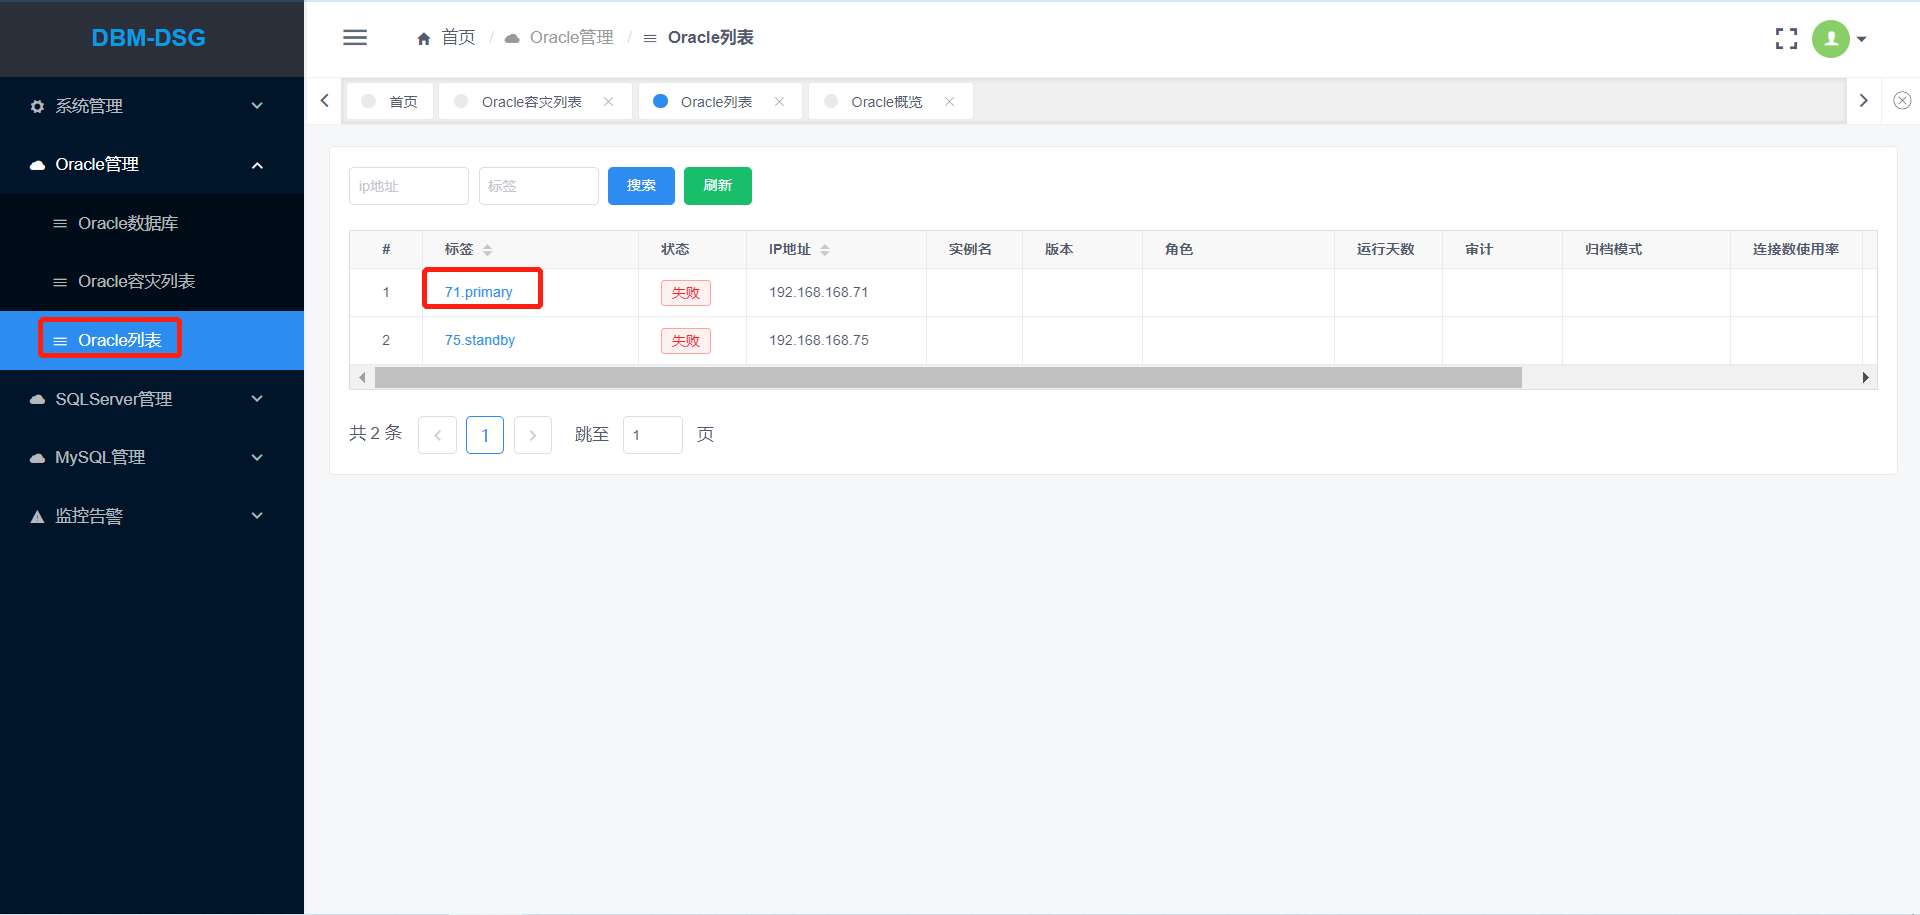 DBM-DSG
系统管理
Oracle管理
Oracle数据库
Oracle容灾列表
Oracle列表
SQLServer管理
MySQL管理
监控告警
首页 / Oracle管理 / Oracle列表
首页 Oracle容灾列表 Oracle列表 Oracle概览
ip地址 标签 搜索 刷新
# 标签 状态 IP地址 实例名 版本 角色 运行天数 审计 归档模式 连接数使用率
1 71.primary 失败 192.168.168.71
2 75.standby 失败 192.168.168.75
共 2 条 1 跳至 1 页